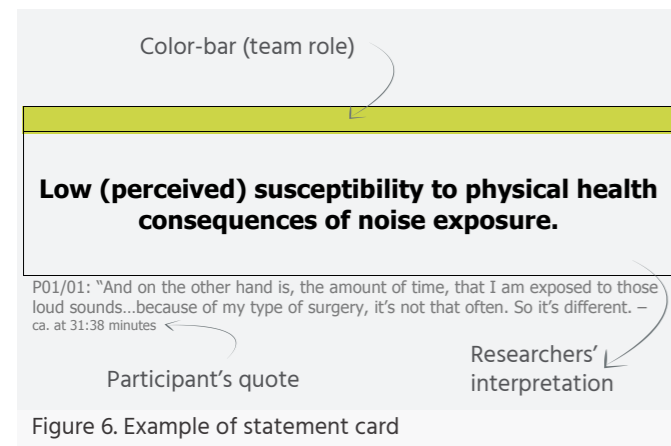 Color-bar (team role)
Low (perceived) susceptibility to physical health
consequences of noise exposure.
P01/01: “And on the other hand is, the amount of time, that I am exposed to those
loud sounds...because of my type of surgery, it’s not that often. So it’s different. –
ca. at 31:38 minutes
Participant’s quote
Researchers’
interpretation
Figure 6. Example of statement card